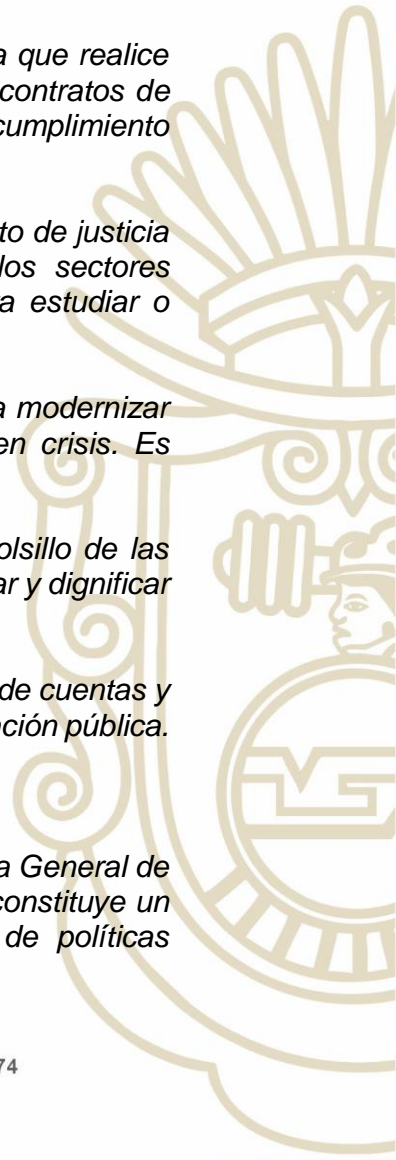 a que realice
contratos de
cumplimiento
to de justicia
los sectores
a estudiar o
a modernizar
en crisis. Es
olsillo de las
ar y dignificar
de cuentas y
ación pública.
a General de
constituye un
de políticas
74